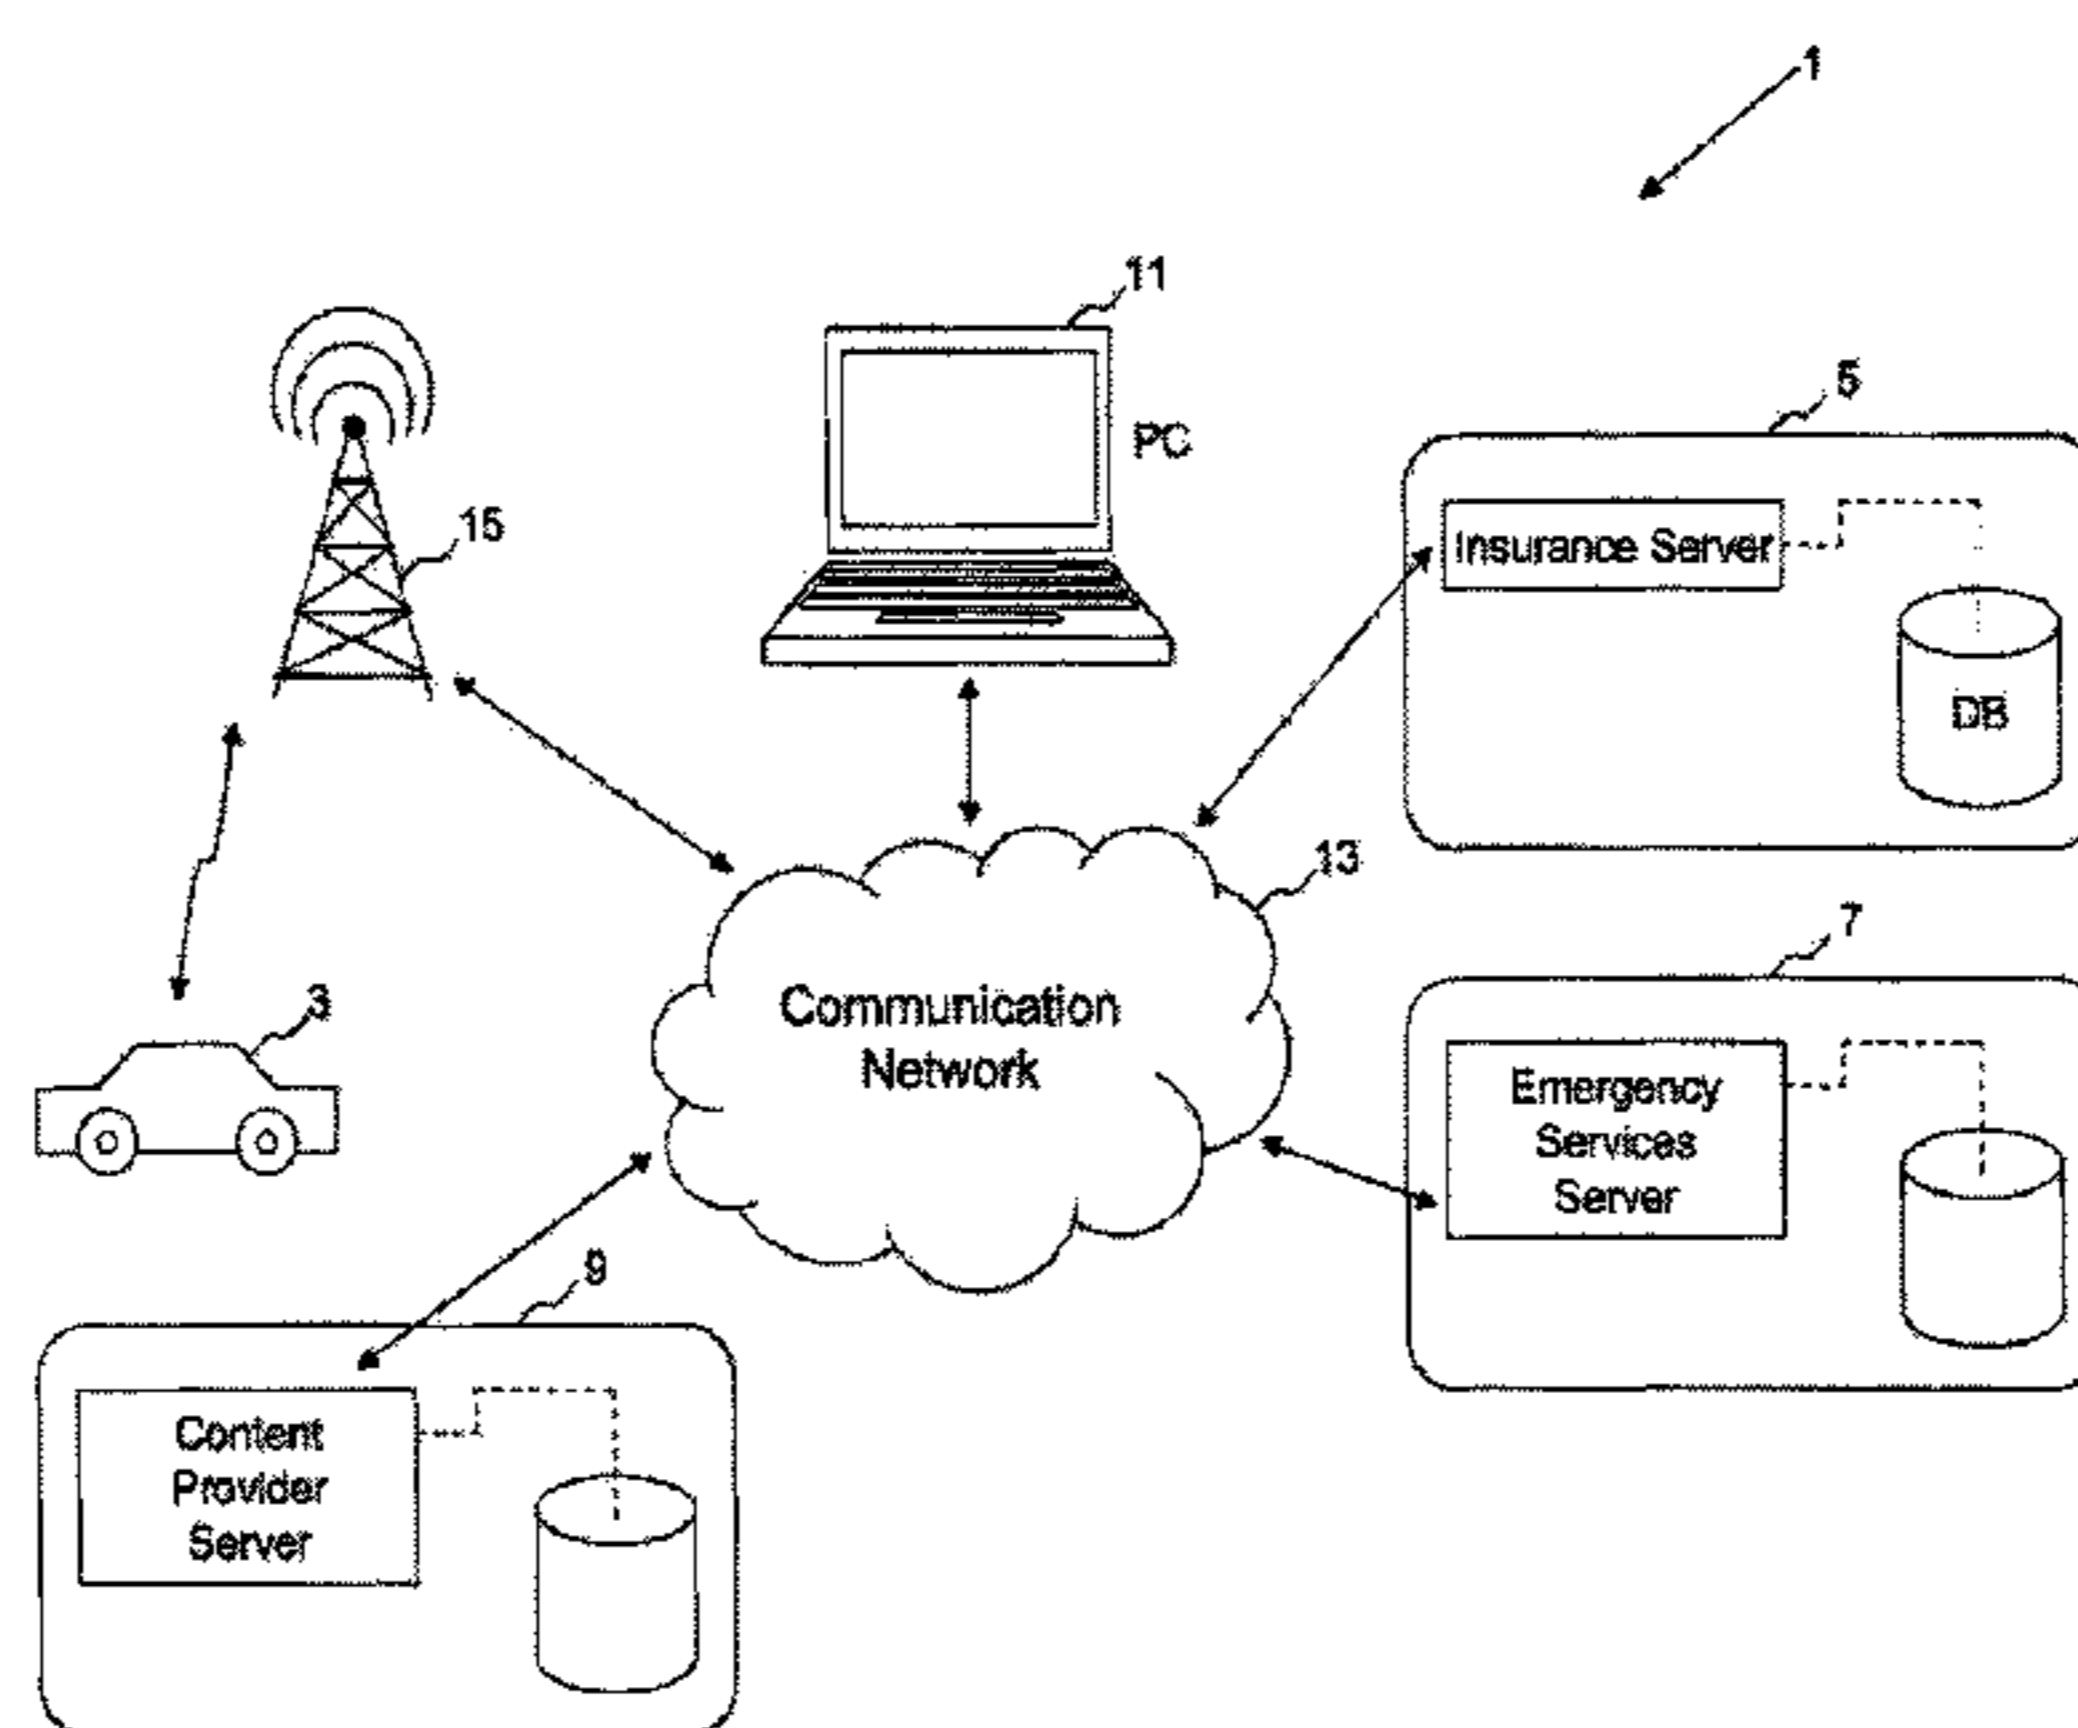 1
11
PC
5
Insurance Server
15
DB
13
7
Communication
Network
3
Emergency
Services
Server
9
Content
Provider
Server